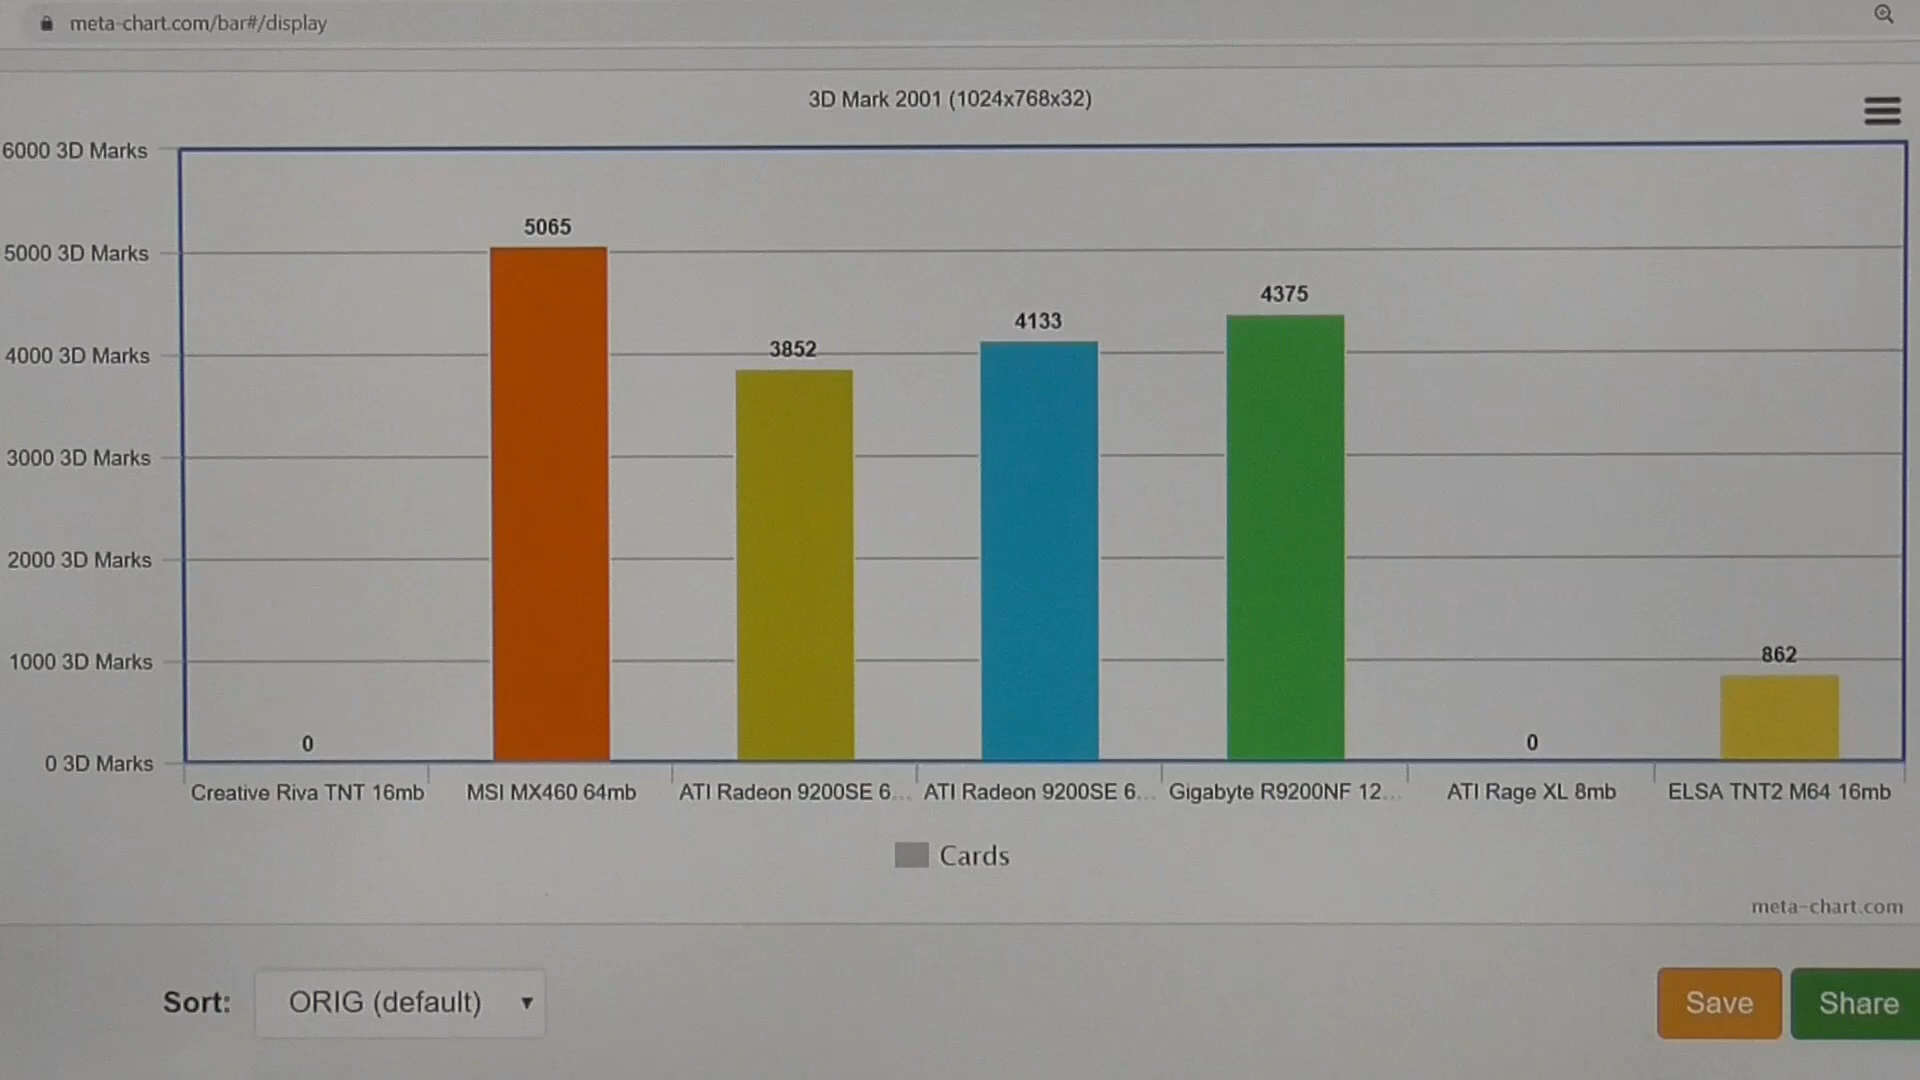 meta-chart.com/bar#/display
3D Mark 2001 (1024x768x32)
6000 3D Marks
5000 3D Marks
4000 3D Marks
3000 3D Marks
2000 3D Marks
1000 3D Marks
0 3D Marks
0
5065
3852
4133
4375
0
862
Creative Riva TNT 16mb
MSI MX460 64mb
ATI Radeon 9200SE 6...
ATI Radeon 9200SE 6...
Gigabyte R9200NF 12...
ATI Rage XL 8mb
ELSA TNT2 M64 16mb
Cards
meta-chart.com
Sort:
ORIG (default)
Save
Share